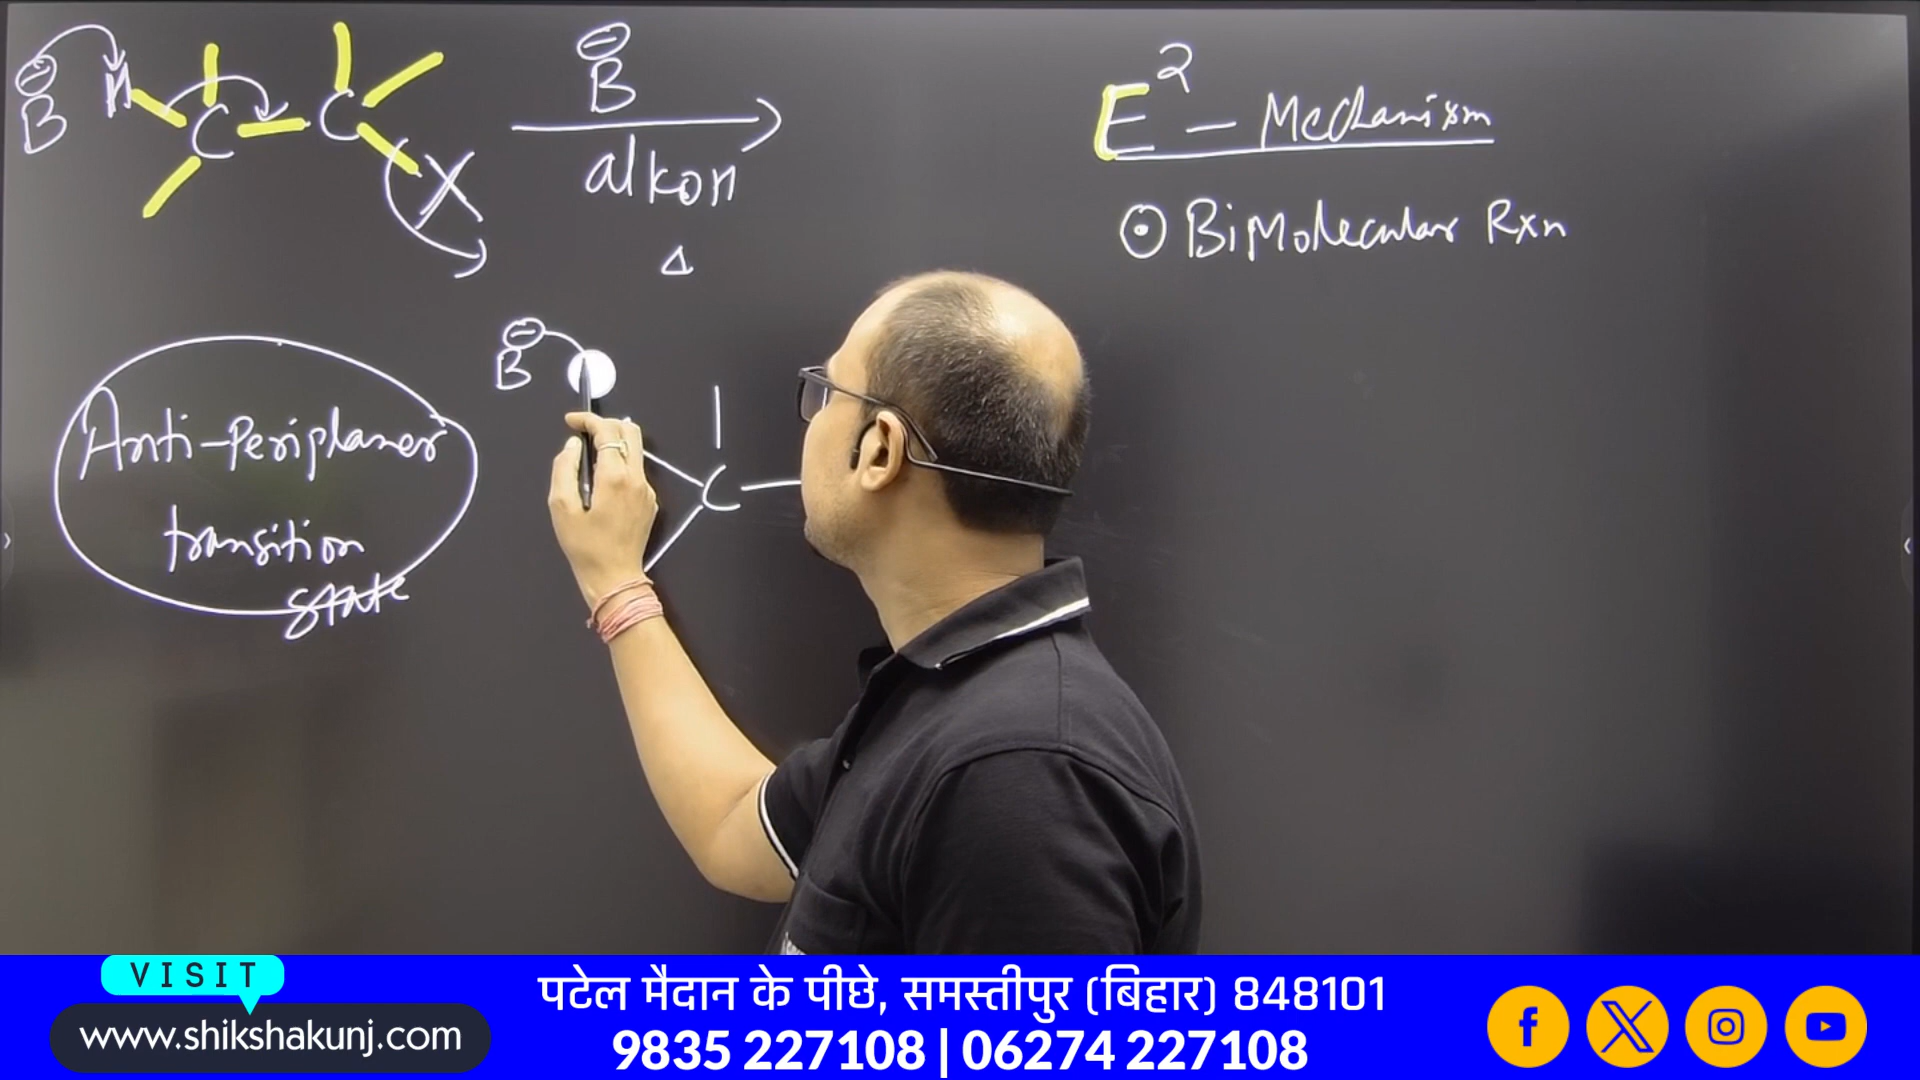 B⊖ H C C X
B⊖
alkoH
Δ
E² - Mechanism
⊙ BiMolecular Rxn
Anti-Periplaner
transition
state
B⊖
C
VISIT
www.shikshakunj.com
पटेल मैदान के पीछे, समस्तीपुर (बिहार) 848101
9835 227108 | 06274 227108